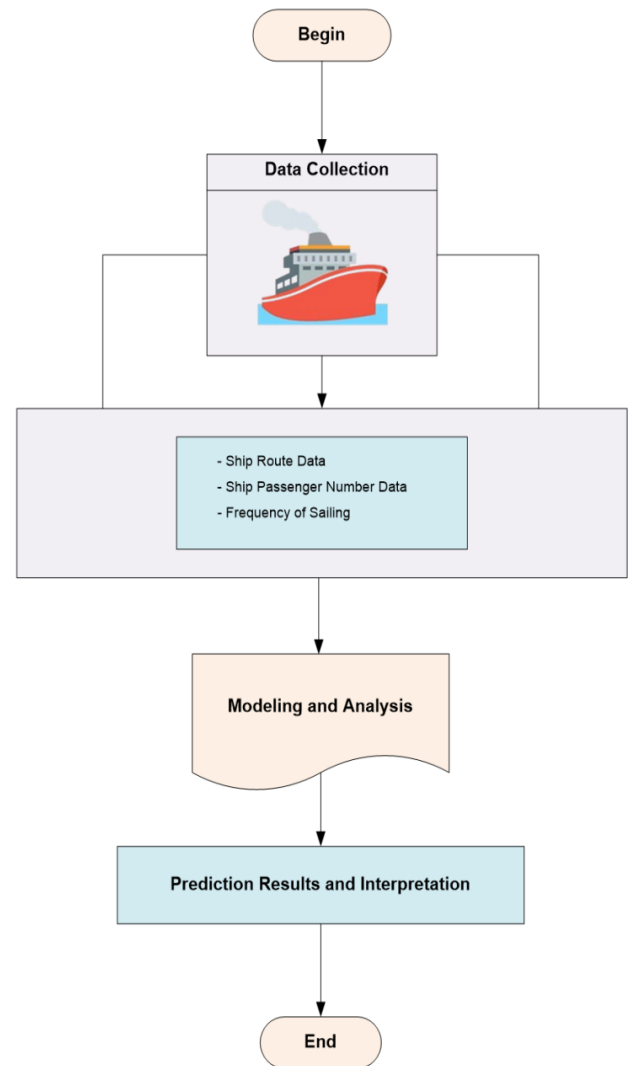 Begin
Data Collection
- Ship Route Data
- Ship Passenger Number Data
- Frequency of Sailing
Modeling and Analysis
Prediction Results and Interpretation
End